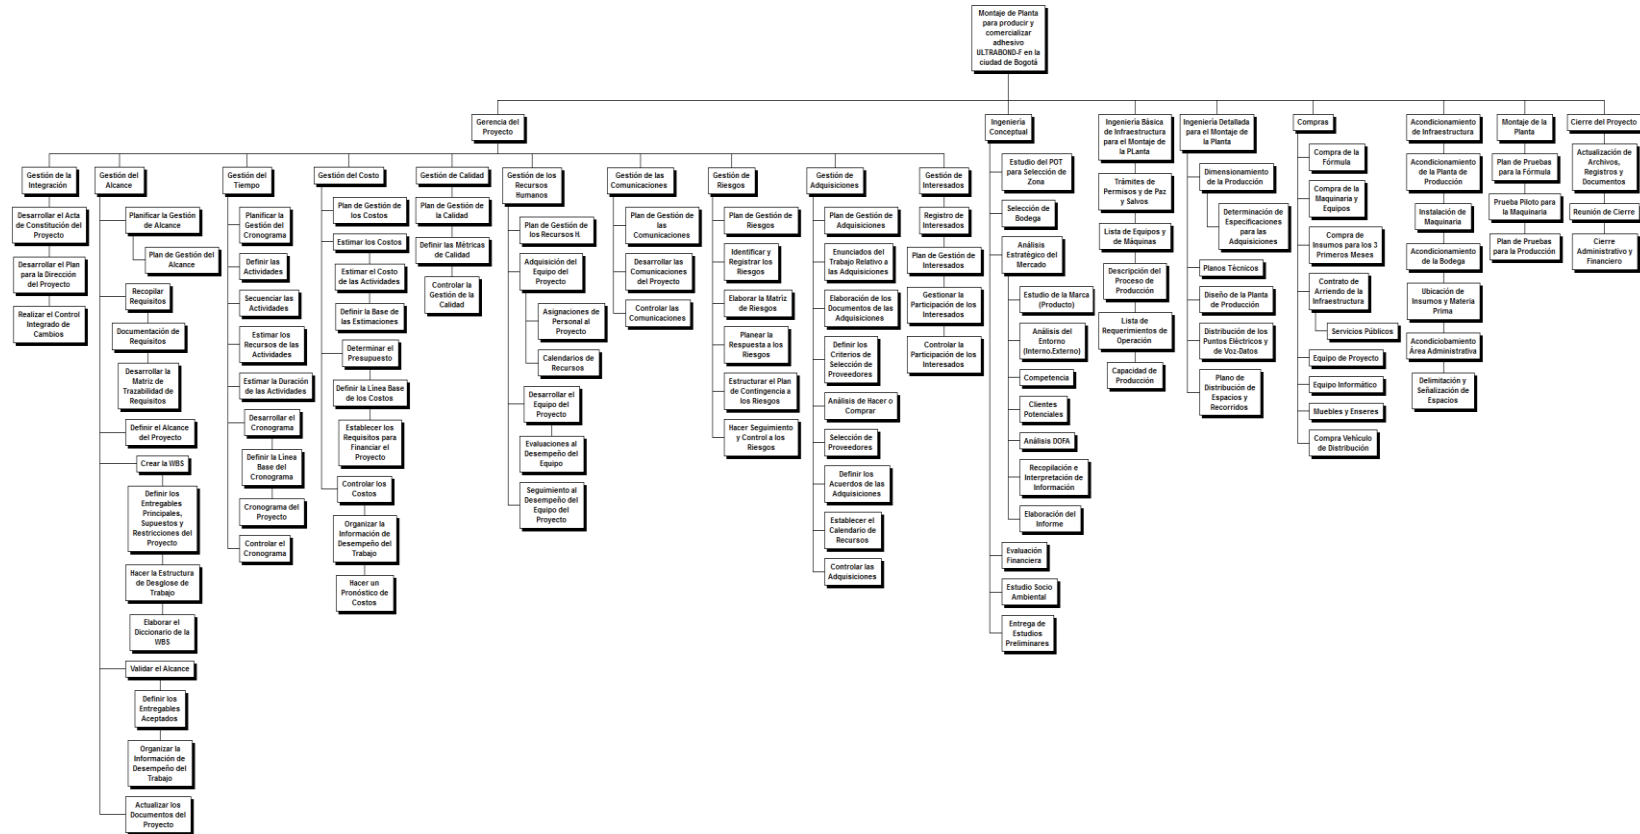 Montaje de Planta
para producir y
comercializar
adhesivo
ULTRABOND-F en la
ciudad de Bogotá
Gerencia del
Proyecto
Ingeniería
Conceptual
Ingeniería Básica
de Infraestructura
para el Montaje de
la PLanta
Ingeniería Detallada
para el Montaje de
la Planta
Compras
Acondicionamiento
de Infraestructura
Montaje de la
Planta
Cierre del Proyecto
Gestión de la
Integración
Desarrollar el Acta
de Constitución del
Proyecto
Desarrollar el Plan
para la Dirección
del Proyecto
Realizar el Control
Integrado de
Cambios
Gestión del
Alcance
Planificar la Gestión
de Alcance
Plan de Gestión del
Alcance
Recopilar
Requisitos
Documentación de
Requisitos
Desarrollar la
Matriz de
Trazabilidad de
Requisitos
Definir el Alcance
del Proyecto
Crear la WBS
Definir los
Entregables
Principales,
Supuestos y
Restricciones del
Proyecto
Hacer la Estructura
de Desglose de
Trabajo
Elaborar el
Diccionario de la
WBS
Validar el Alcance
Definir los
Entregables
Aceptados
Organizar la
Información de
Desempeño del
Trabajo
Actualizar los
Documentos del
Proyecto
Gestión del
Tiempo
Planificar la
Gestión del
Cronograma
Definir las
Actividades
Secuenciar las
Actividades
Estimar los
Recursos de las
Actividades
Estimar la Duración
de las Actividades
Desarrollar el
Cronograma
Definir la Línea
Base del
Cronograma
Cronograma del
Proyecto
Controlar el
Cronograma
Gestión del Costo
Plan de Gestión de
los Costos
Estimar los Costos
Estimar el Costo
de las Actividades
Definir la Base de
las Estimaciones
Determinar el
Presupuesto
Definir la Línea Base
de los Costos
Establecer los
Requisitos para
Financiar el
Proyecto
Controlar los
Costos
Organizar la
Información de
Desempeño del
Trabajo
Hacer un
Pronóstico de
Costos
Gestión de Calidad
Plan de Gestión de
la Calidad
Definir las Métricas
de Calidad
Controlar la
Gestión de la
Calidad
Gestión de los
Recursos
Humanos
Plan de Gestión de
los Recursos H.
Adquisición del
Equipo del
Proyecto
Asignaciones de
Personal al
Proyecto
Calendarios de
Recursos
Desarrollar el
Equipo del
Proyecto
Evaluaciones al
Desempeño del
Equipo
Seguimiento al
Desempeño del
Equipo del
Proyecto
Gestión de las
Comunicaciones
Plan de Gestión de
las
Comunicaciones
Desarrollar las
Comunicaciones
del Proyecto
Controlar las
Comunicaciones
Gestión de
Riesgos
Plan de Gestión de
Riesgos
Identificar y
Registrar los
Riesgos
Elaborar la Matriz
de Riesgos
Planear la
Respuesta a los
Riesgos
Estructurar el Plan
de Contingencia a
los Riesgos
Hacer Seguimiento
y Control a los
Riesgos
Gestión de
Adquisiciones
Plan de Gestión de
Adquisiciones
Enunciados del
Trabajo Relativo a
las Adquisiciones
Elaboración de los
Documentos de las
Adquisiciones
Definir los
Criterios de
Selección de
Proveedores
Análisis de Hacer o
Comprar
Selección de
Proveedores
Definir los
Acuerdos de las
Adquisiciones
Establecer el
Calendario de
Recursos
Controlar las
Adquisiciones
Gestión de
Interesados
Registro de
Interesados
Plan de Gestión de
Interesados
Gestionar la
Participación de los
Interesados
Controlar la
Participación de los
Interesados
Estudio del POT
para Selección de
Zona
Selección de
Bodega
Análisis
Estratégico del
Mercado
Estudio de la Marca
(Producto)
Análisis del
Entorno
(Interno.Externo)
Competencia
Clientes
Potenciales
Análisis DOFA
Recopilación e
Interpretación de
Información
Elaboración del
Informe
Evaluación
Financiera
Estudio Socio
Ambiental
Entrega de
Estudios
Preliminares
Trámites de
Permisos y de Paz
y Salvos
Lista de Equipos y
de Máquinas
Descripción del
Proceso de
Producción
Lista de
Requerimientos de
Operación
Capacidad de
Producción
Dimensionamiento
de la Producción
Determinación de
Especificaciones
para las
Adquisiciones
Planos Técnicos
Diseño de la Planta
de Producción
Distribución de los
Puntos Eléctricos y
de Voz-Datos
Plano de
Distribución de
Espacios y
Recorridos
Compra de la
Fórmula
Compra de la
Maquinaria y
Equipos
Compra de
Insumos para los 3
Primeros Meses
Contrato de
Arriendo de la
Infraestructura
Servicios Públicos
Equipo de Proyecto
Equipo Informático
Muebles y Enseres
Compra Vehículo
de Distribución
Acondicionamiento
de la Planta de
Producción
Instalación de
Maquinaria
Acondicionamiento
de la Bodega
Ubicación de
Insumos y Materia
Prima
Acondiciobamiento
Área Administrativa
Delimitación y
Señalización de
Espacios
Plan de Pruebas
para la Fórmula
Prueba Piloto para
la Maquinaria
Plan de Pruebas
para la Producción
Actualización de
Archivos,
Registros y
Documentos
Reunión de Cierre
Cierre
Administrativo y
Financiero